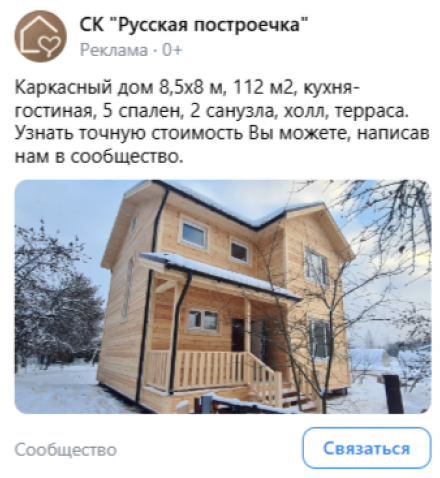 СК "Русская построечка"
Реклама · 0+
Каркасный дом 8,5х8 м, 112 м2, кухня-
гостиная, 5 спален, 2 санузла, холл, терраса.
Узнать точную стоимость Вы можете, написав
нам в сообщество.
Сообщество
Связаться